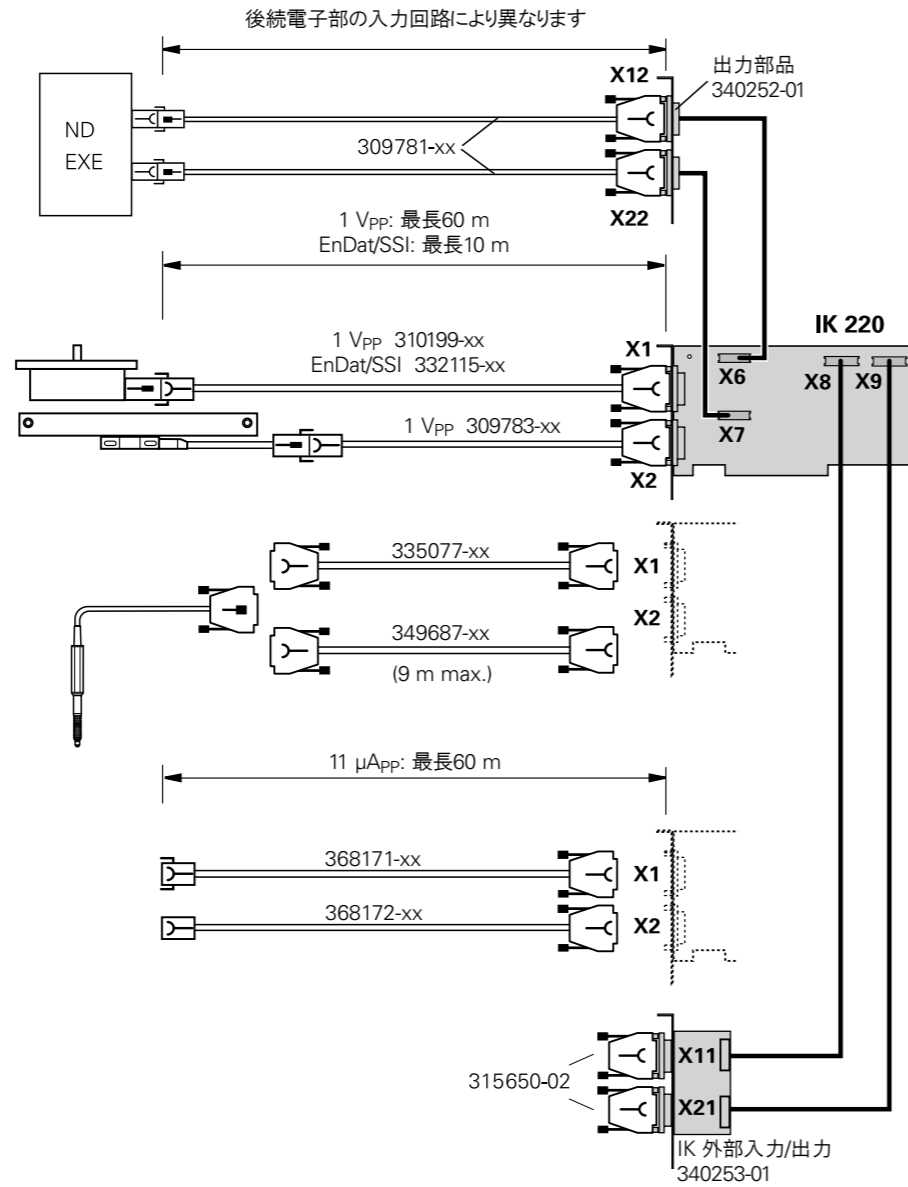 後続電子部の入力回路により異なります
X12
出力部品
340252-01
ND
EXE
309781-xx
X22
1 VPP: 最長60 m
EnDat/SSI: 最長10 m
IK 220
1 VPP 310199-xx
EnDat/SSI 332115-xx
X1
X6
X8
X9
1 VPP 309783-xx
X7
X2
335077-xx
X1
X2
349687-xx
(9 m max.)
11 µAPP: 最長60 m
368171-xx
X1
368172-xx
X2
X11
315650-02
X21
IK 外部入力/出力
340253-01